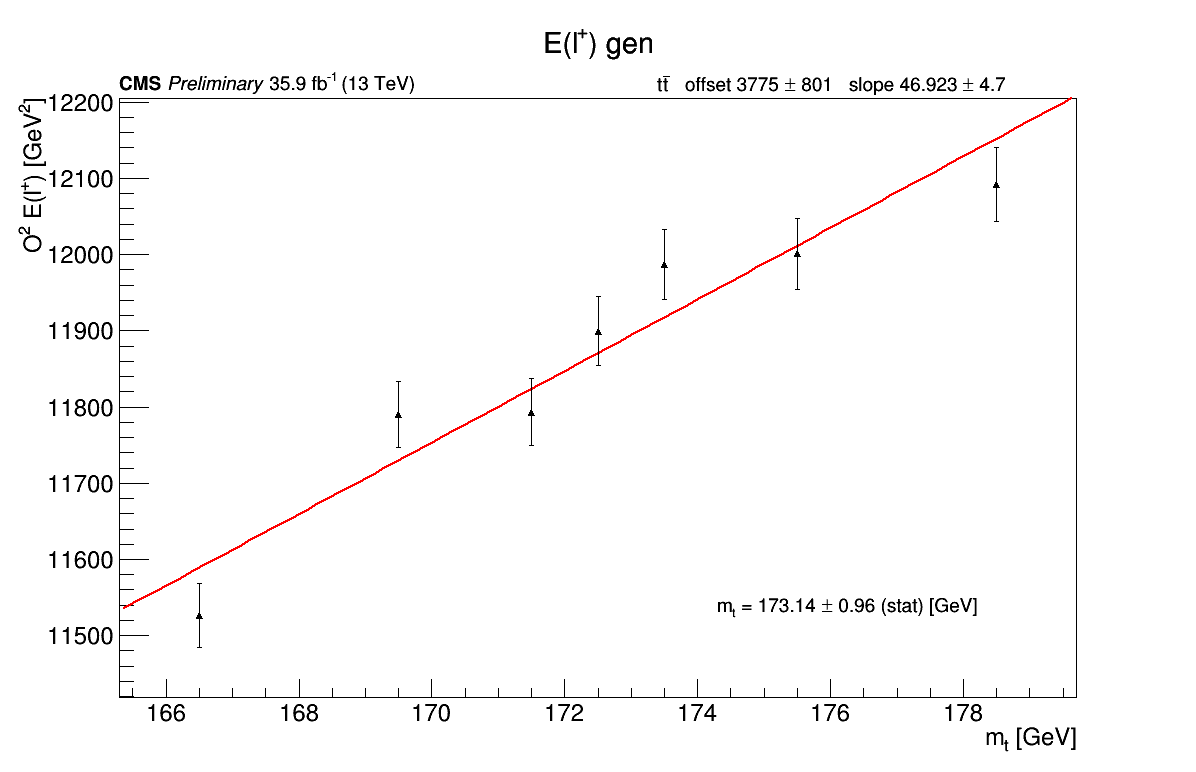 E(l⁺) gen
CMS Preliminary 35.9 fb⁻¹ (13 TeV) tt̄ offset 3775 ± 801 slope 46.923 ± 4.7
O² E(l⁺) [GeV²]
12200
12100
12000
11900
11800
11700
11600
11500
mₜ = 173.14 ± 0.96 (stat) [GeV]
166 168 170 172 174 176 178
mₜ [GeV]